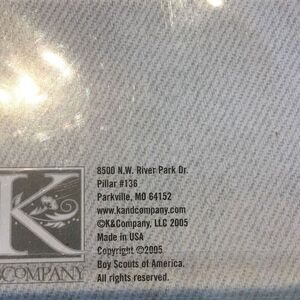 K
COMPANY
8500 N.W. River Park Dr.
Pillar #136
Parkville, MO 64152
www.kandcompany.com
©K&Company, LLC 2005
Made in USA
Copyright ©2005
Boy Scouts of America.
All rights reserved.